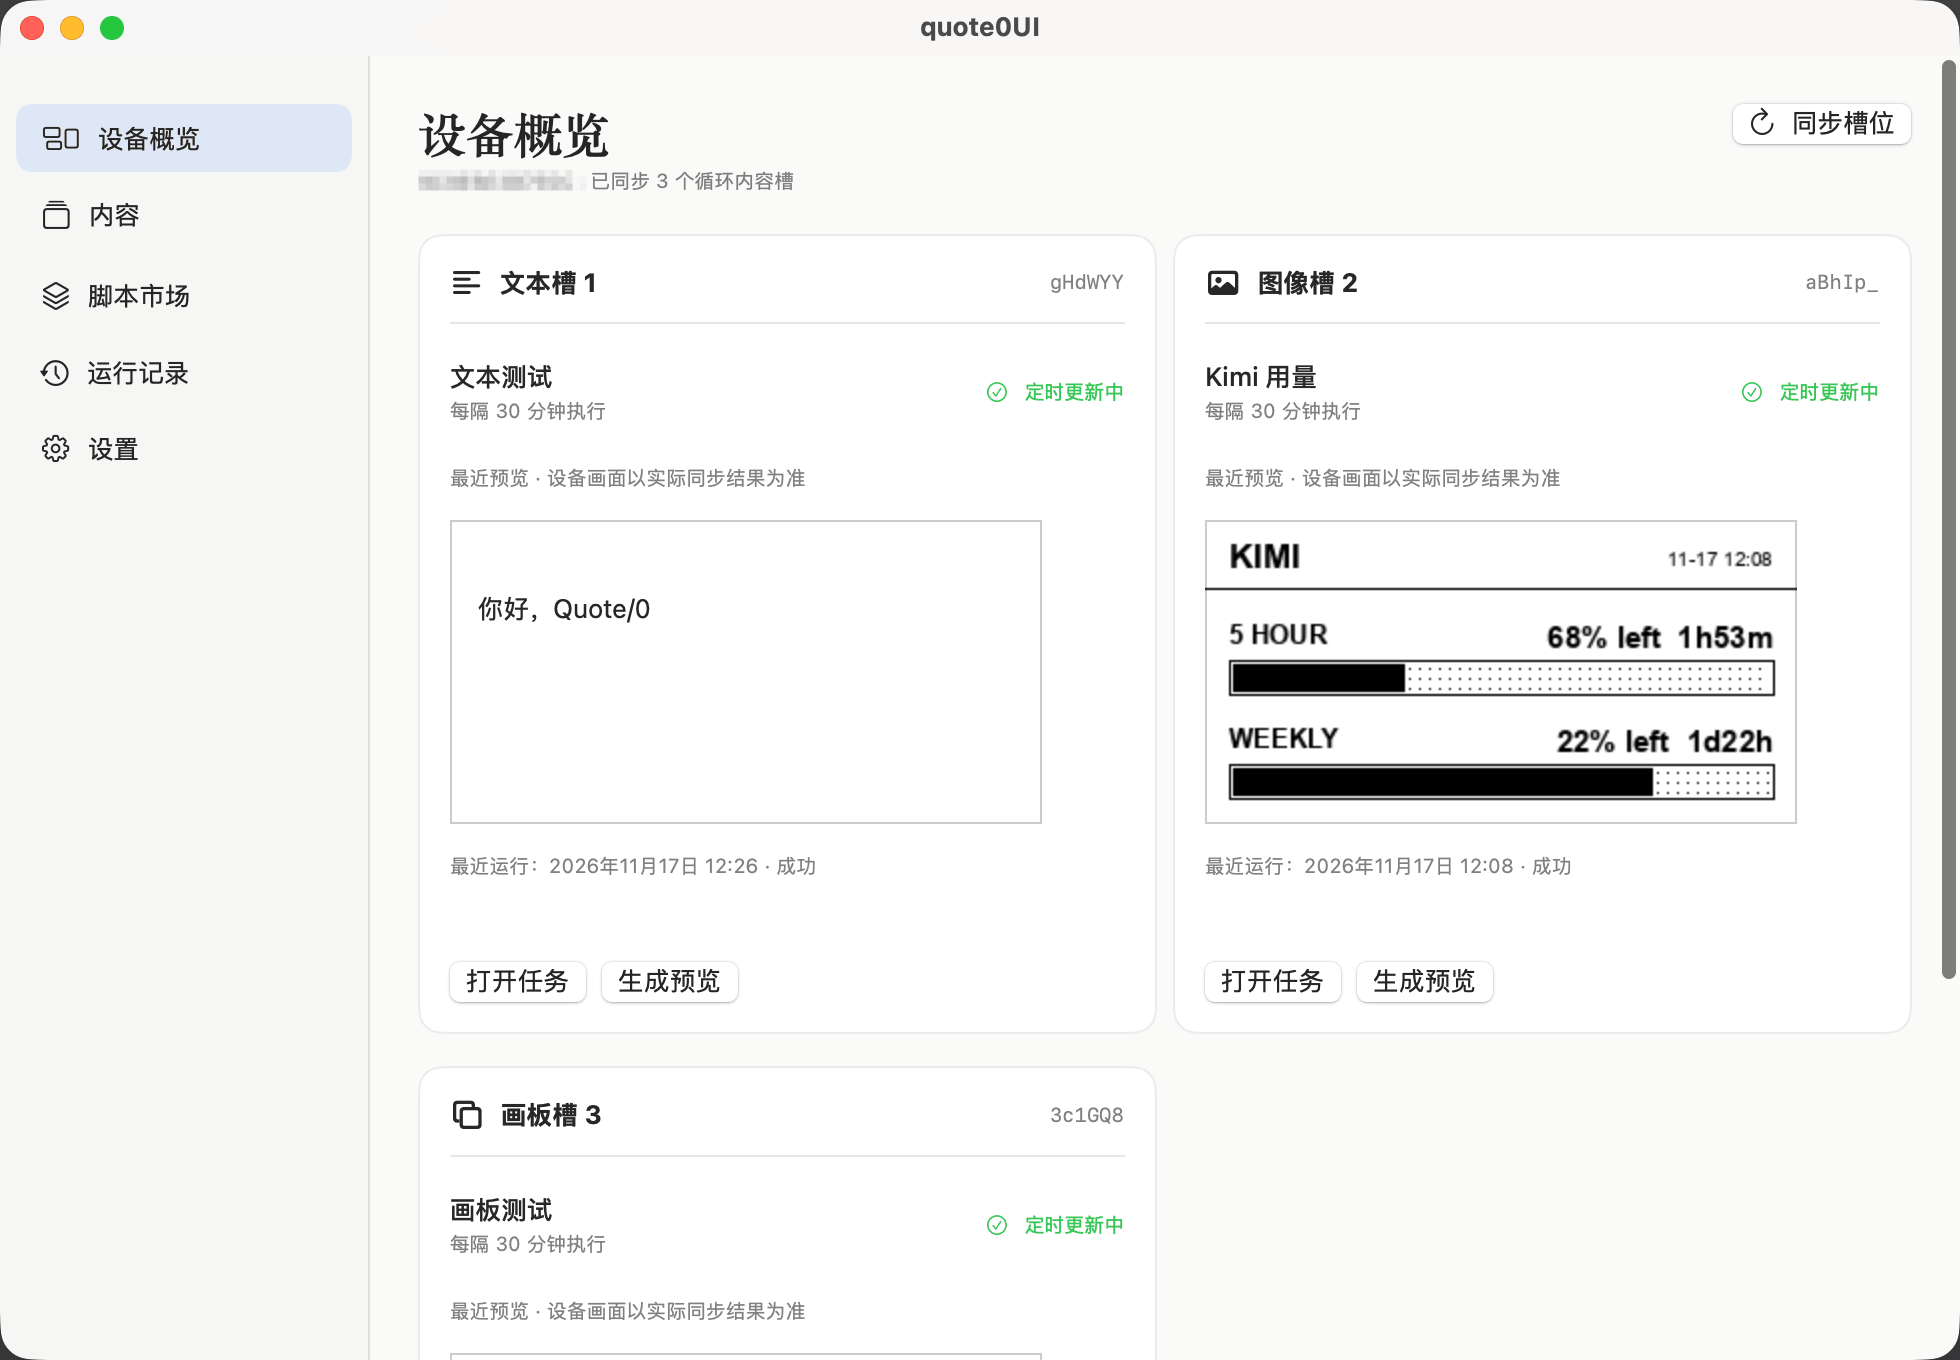 quote0UI
设备概览
内容
脚本市场
运行记录
设置
设备概览
同步槽位
已同步 3 个循环内容槽
文本槽 1
gHdWYY
文本测试
每隔 30 分钟执行
定时更新中
最近预览 · 设备画面以实际同步结果为准
你好，Quote/0
最近运行：2026年11月17日 12:26 · 成功
打开任务
生成预览
图像槽 2
aBhIp_
Kimi 用量
每隔 30 分钟执行
定时更新中
最近预览 · 设备画面以实际同步结果为准
KIMI
11-17 12:08
5 HOUR
68% left 1h53m
WEEKLY
22% left 1d22h
最近运行：2026年11月17日 12:08 · 成功
打开任务
生成预览
画板槽 3
3c1GQ8
画板测试
每隔 30 分钟执行
定时更新中
最近预览 · 设备画面以实际同步结果为准